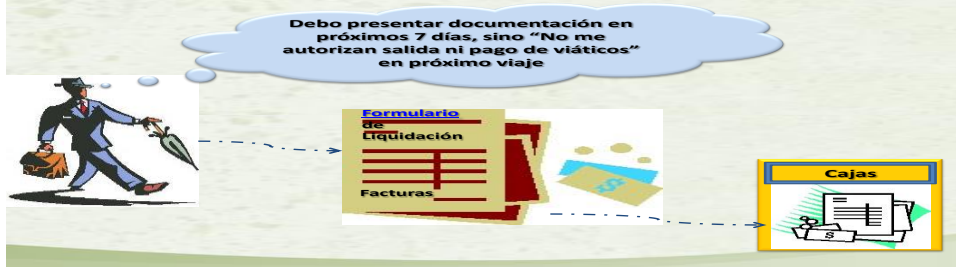 Debo presentar documentación en
próximos 7 días, sino “No me
autorizan salida ni pago de viáticos”
en próximo viaje
Formulario
de
Liquidación
Facturas
$
Cajas
$